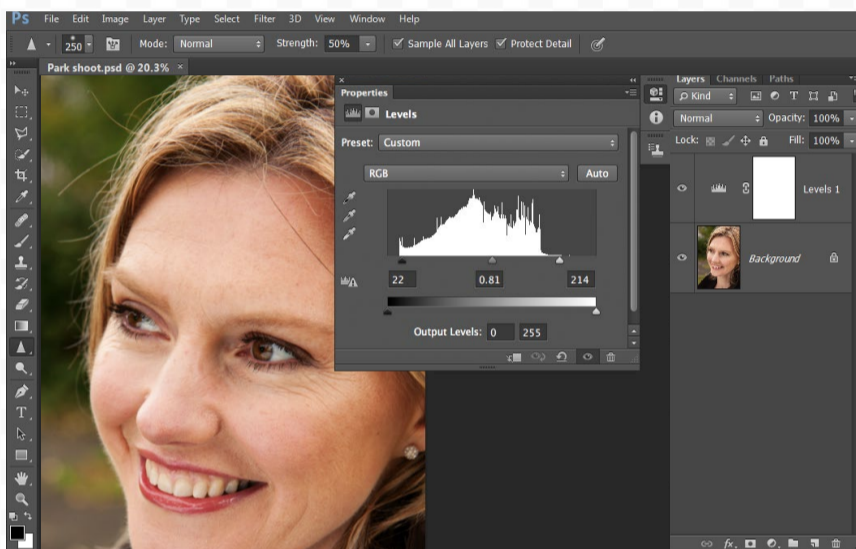 Ps File Edit Image Layer Type Select Filter 3D View Window Help
250 Mode: Normal Strength: 50% Sample All Layers Protect Detail
Park shoot.psd @ 20.3% ×
Properties
Levels
Preset: Custom
RGB Auto
22 0.81 214
Output Levels: 0 255
Layers Channels Paths
Kind T
Normal Opacity: 100%
Lock: Fill: 100%
Levels 1
Background
T
fx.